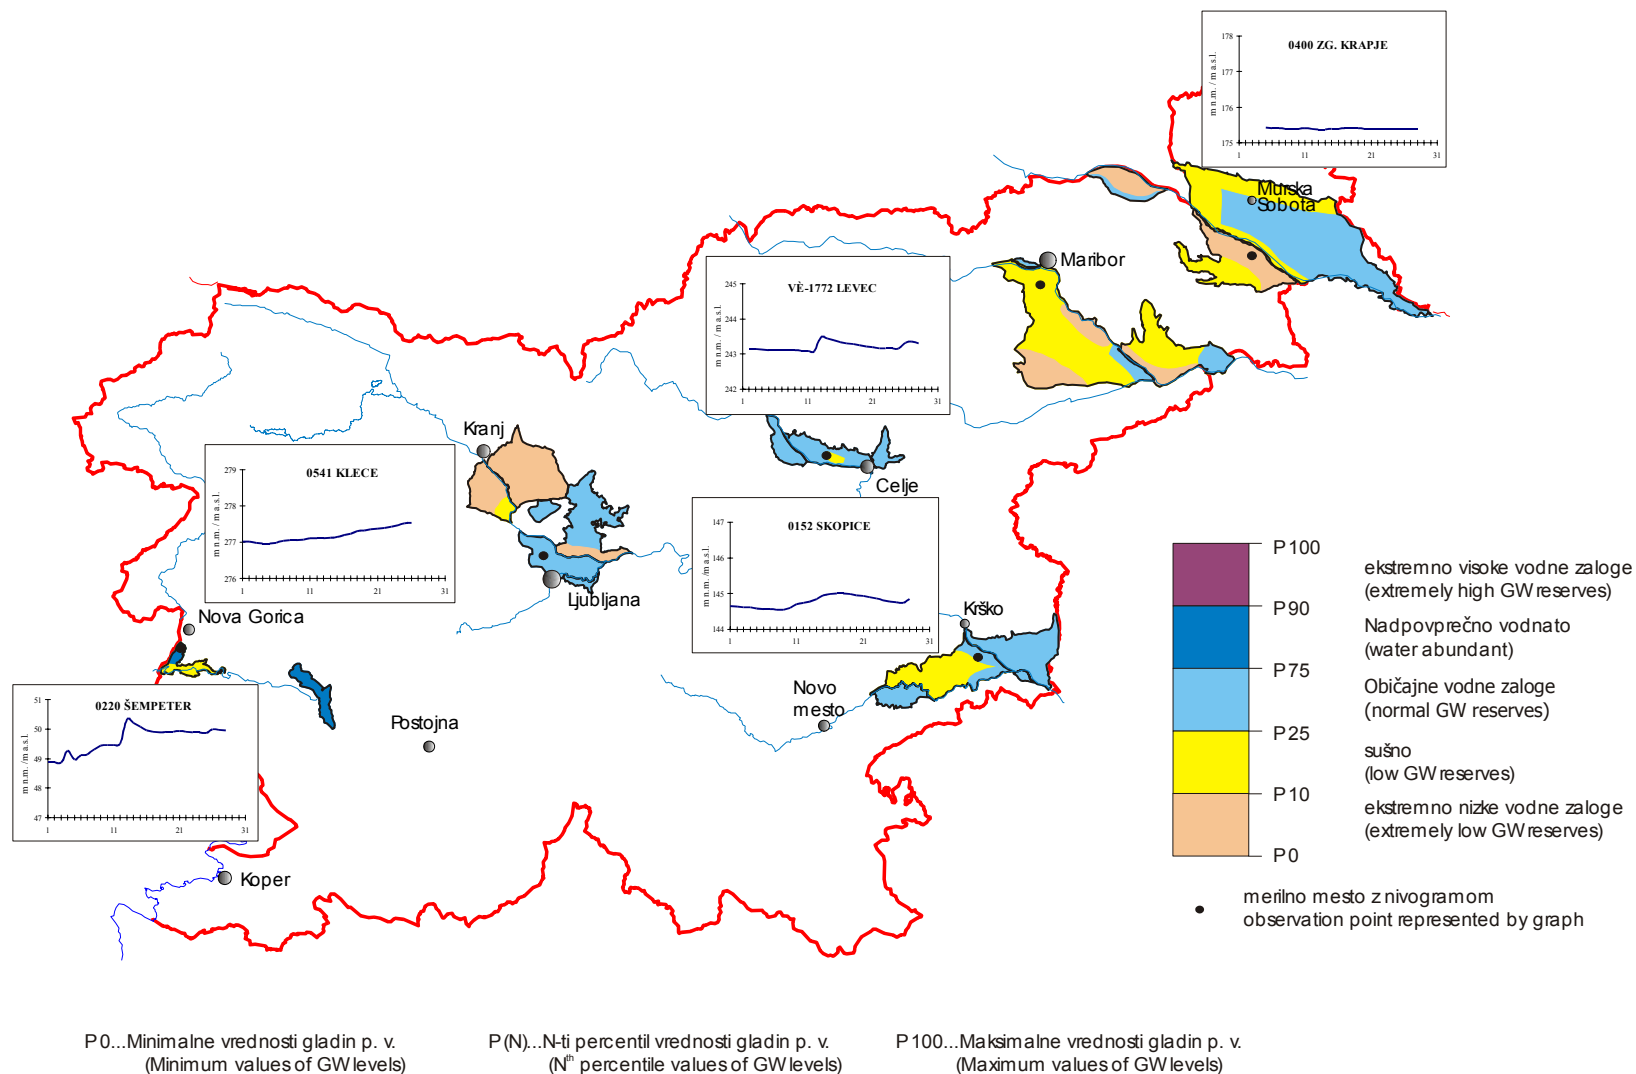 0400 ZG. KRAPJE
m n.m. / m a.s.l.
178
177
176
175
1
11
21
31
Murska
Sobota
Maribor
VÈ-1772 LEVEC
m n.m. / m a.s.l.
245
244
243
242
1
11
21
31
Kranj
Celje
0541 KLECE
m n.m. / m a.s.l.
279
278
277
276
1
11
21
31
0152 SKOPICE
m n.m. / m a.s.l.
147
146
145
144
1
11
21
31
Ljubljana
Nova Gorica
Krško
Novo
mesto
Postojna
0220 ŠEMPETER
m n.m. / m a.s.l.
51
50
49
48
47
1
11
21
31
Koper
P100
ekstremno visoke vodne zaloge
(extremely high GW reserves)
P90
Nadpovprečno vodnato
(water abundant)
P75
Običajne vodne zaloge
(normal GW reserves)
P25
sušno
(low GW reserves)
P10
ekstremno nizke vodne zaloge
(extremely low GW reserves)
P0
merilno mesto z nivogramom
observation point represented by graph
P0...Minimalne vrednosti gladin p. v.
(Minimum values of GW levels)
P(N)...N-ti percentil vrednosti gladin p. v.
(Nth percentile values of GW levels)
P100...Maksimalne vrednosti gladin p. v.
(Maximum values of GW levels)